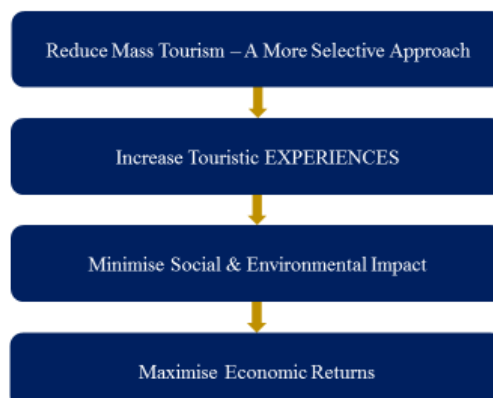 Reduce Mass Tourism – A More Selective Approach
Increase Touristic EXPERIENCES
Minimise Social & Environmental Impact
Maximise Economic Returns